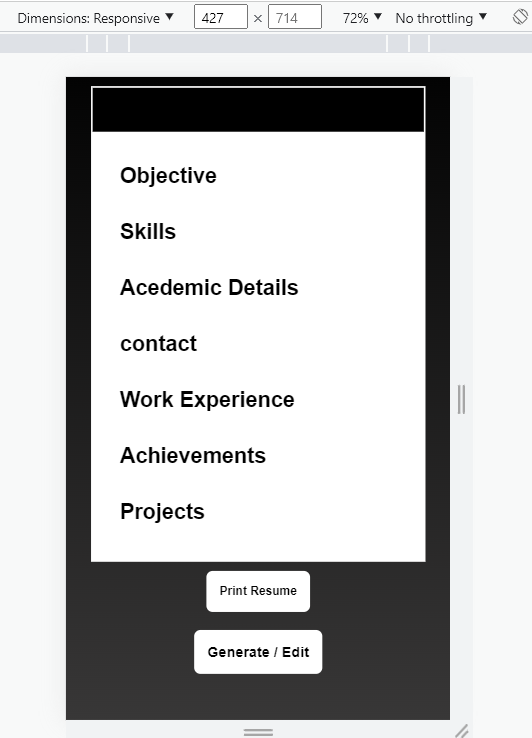 Dimensions: Responsive ▼ 427 × 714 72% ▼ No throttling ▼
Objective
Skills
Acedemic Details
contact
Work Experience
Achievements
Projects
Print Resume
Generate / Edit